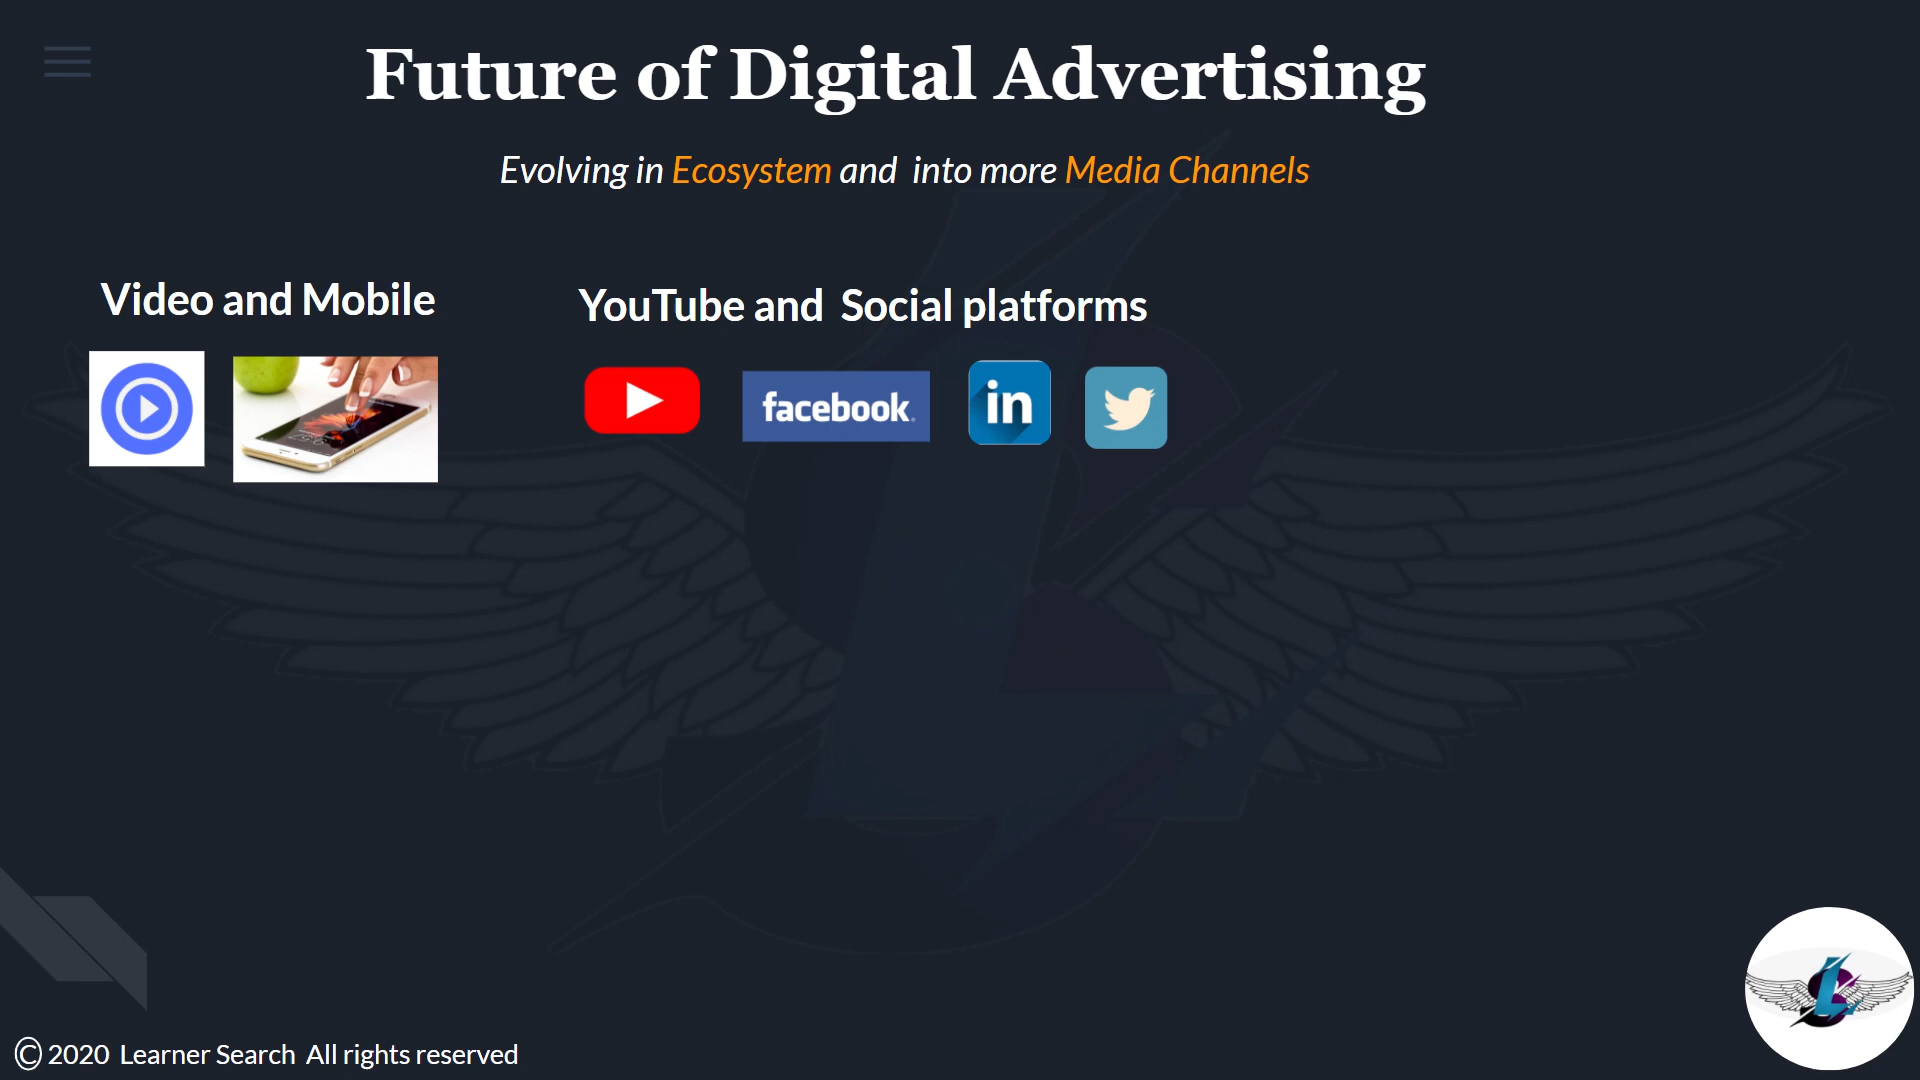 Future of Digital Advertising
Evolving in Ecosystem and into more Media Channels
Video and Mobile
YouTube and Social platforms
facebook.
in
© 2020 Learner Search All rights reserved